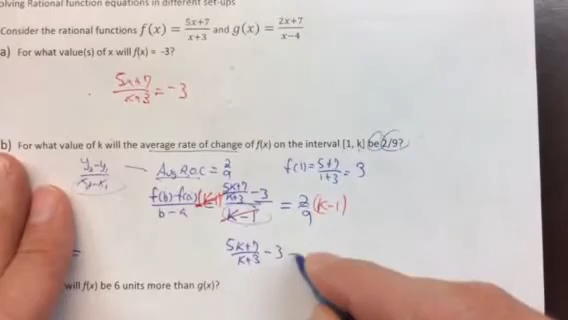 olving Rational function equations in different set-ups
Consider the rational functions f(x) = 5x+7/x+3 and g(x) = 2x+7/x−4
a) For what value(s) of x will f(x) = -3?
5x+7/x+3 = -3
b) For what value of k will the average rate of change of f(x) on the interval [1, k] be 2/9?
y₂-y₁/x₂-x₁ — Avg R.O.C = 2/9 f(1) = 5+7/1+3 = 3
f(b)-f(a)/b-a (k-1) 5k+7/k+3 - 3/k-1 = 2/9 (k-1)
5k+7/k+3 - 3 =
will f(x) be 6 units more than g(x)?